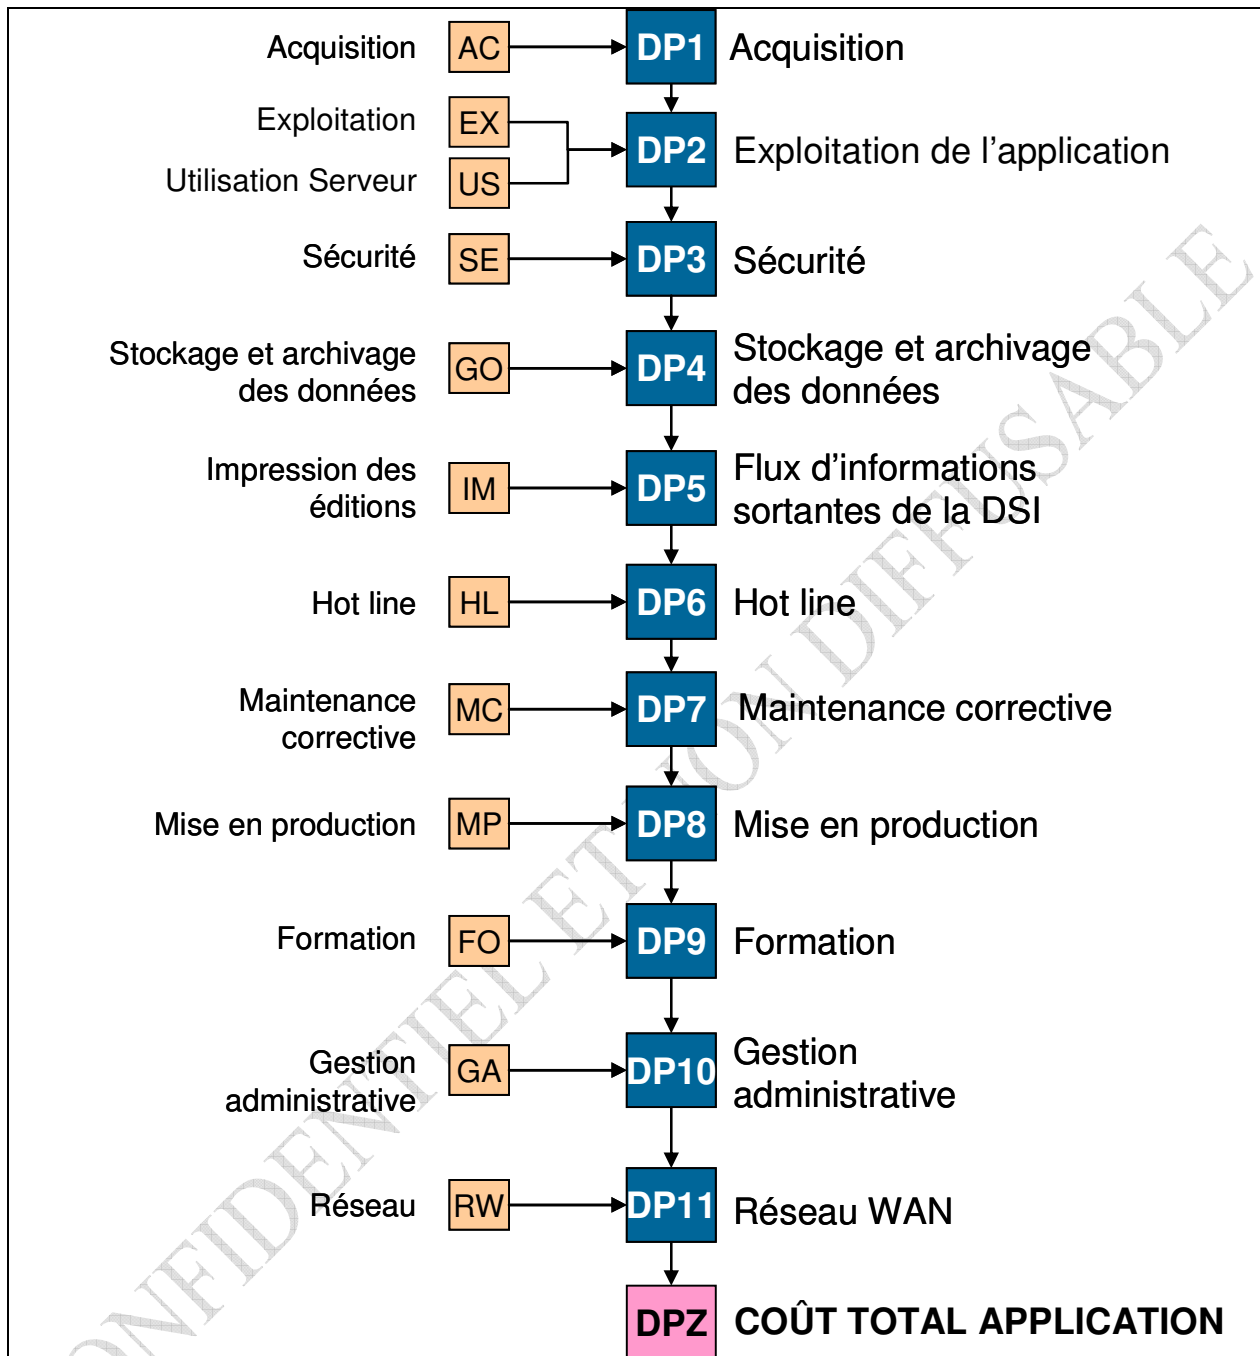 Acquisition AC DP1 Acquisition
Exploitation EX
Utilisation Serveur US
DP2 Exploitation de l’application
Sécurité SE DP3 Sécurité
Stockage et archivage
des données
GO DP4
Stockage et archivage
des données
Impression des
éditions
IM DP5
Flux d’informations
sortantes de la DSI
Hot line HL DP6 Hot line
Maintenance
corrective
MC DP7 Maintenance corrective
Mise en production MP DP8 Mise en production
Formation FO DP9 Formation
Gestion
administrative
GA DP10
Gestion
administrative
Réseau RW DP11 Réseau WAN
DPZ COÛT TOTAL APPLICATION
CONFIDENTIEL ET NON DIFFUSABLE